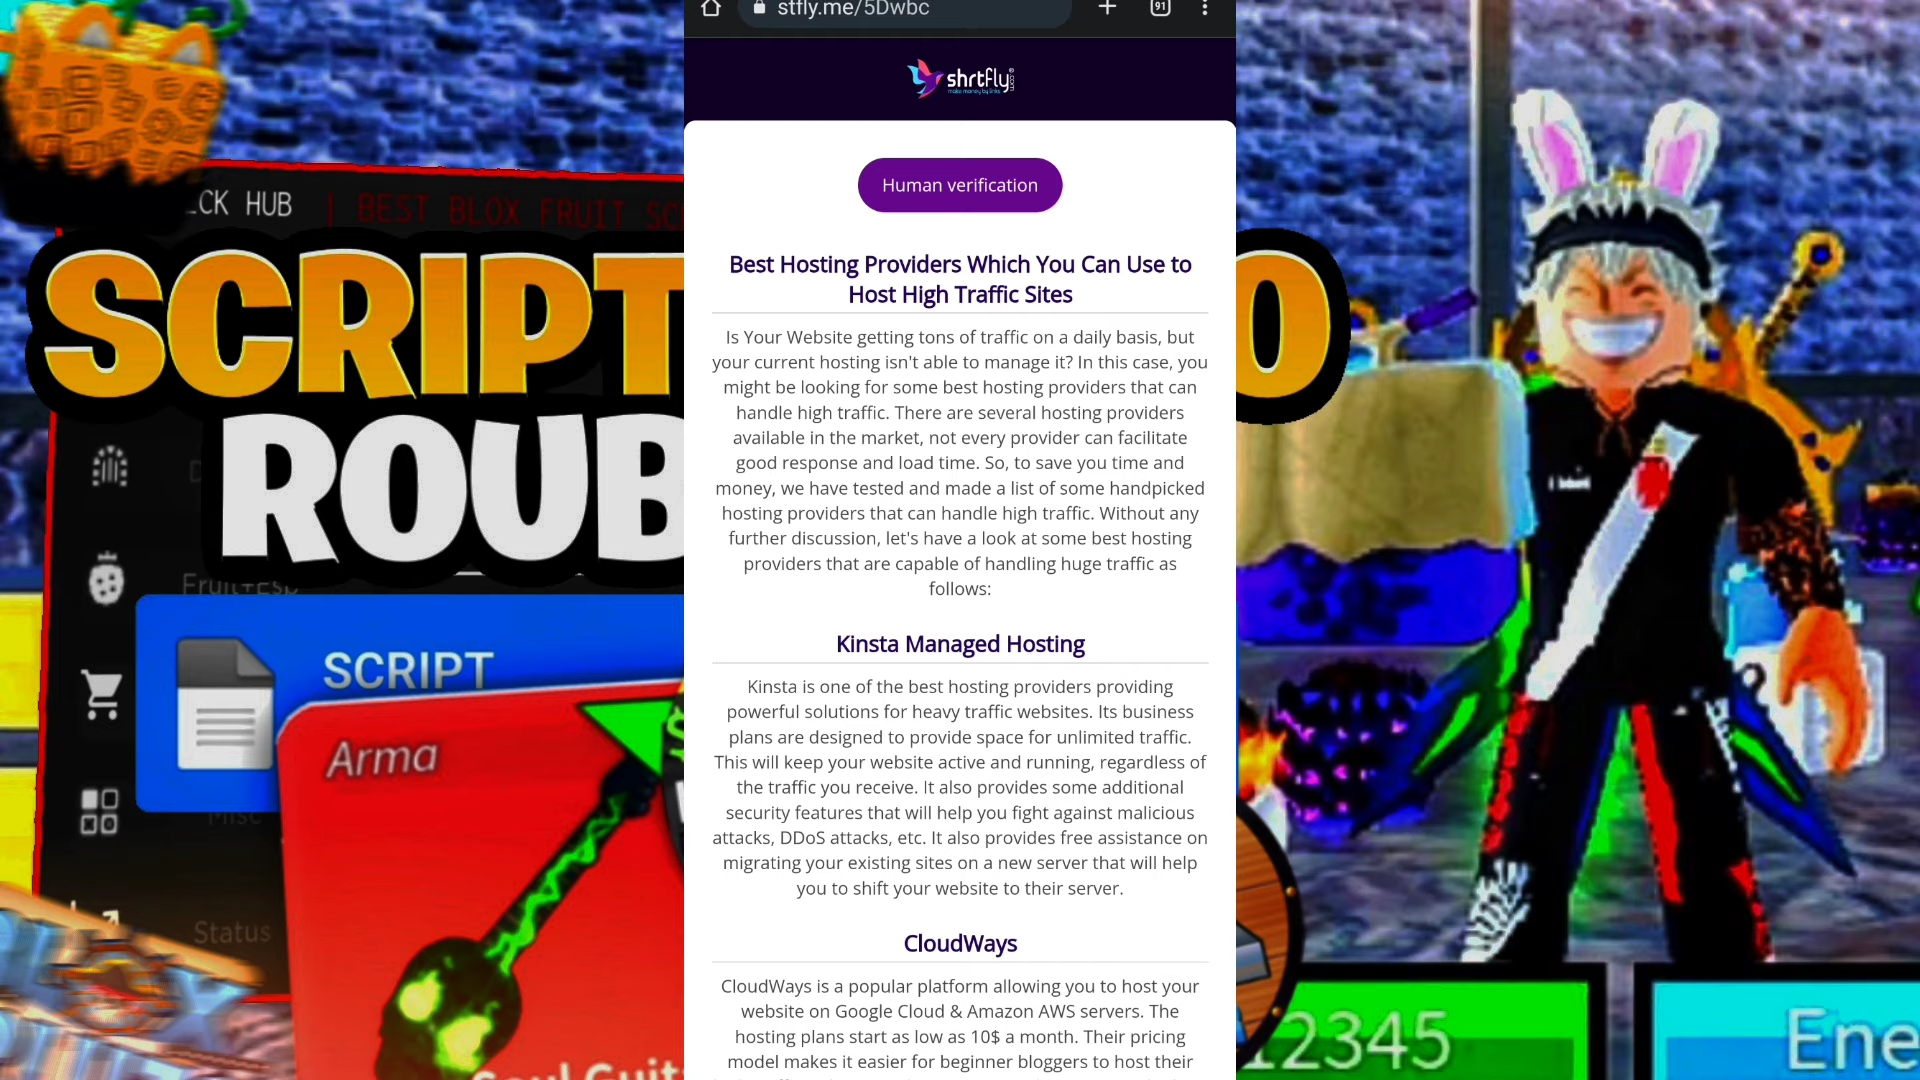 stfly.me/5Dwbc
91
shrtfly
make money by links
Human verification
Best Hosting Providers Which You Can Use to
Host High Traffic Sites
Is Your Website getting tons of traffic on a daily basis, but
your current hosting isn't able to manage it? In this case, you
might be looking for some best hosting providers that can
handle high traffic. There are several hosting providers
available in the market, not every provider can facilitate
good response and load time. So, to save you time and
money, we have tested and made a list of some handpicked
hosting providers that can handle high traffic. Without any
further discussion, let's have a look at some best hosting
providers that are capable of handling huge traffic as
follows:
Kinsta Managed Hosting
Kinsta is one of the best hosting providers providing
powerful solutions for heavy traffic websites. Its business
plans are designed to provide space for unlimited traffic.
This will keep your website active and running, regardless of
the traffic you receive. It also provides some additional
security features that will help you fight against malicious
attacks, DDoS attacks, etc. It also provides free assistance on
migrating your existing sites on a new server that will help
you to shift your website to their server.
CloudWays
CloudWays is a popular platform allowing you to host your
website on Google Cloud & Amazon AWS servers. The
hosting plans start as low as 10$ a month. Their pricing
model makes it easier for beginner bloggers to host their
CK HUB | BEST BLOX FRUIT SC
SCRIPT
O
ROUB
Fruit+Esp
SCRIPT
Arma
Misc
Status
Soul Guit
12345
Ene